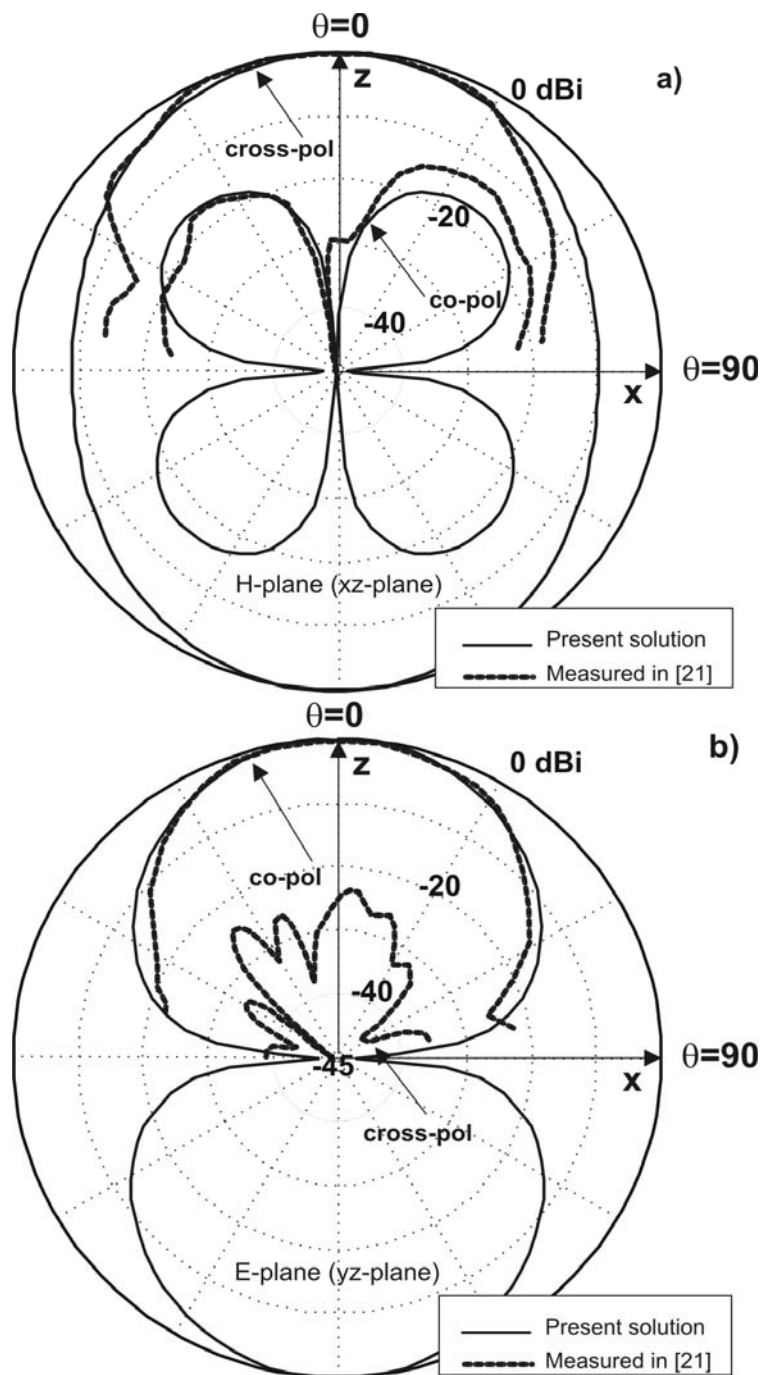 θ=0
z
0 dBi
a)
cross-pol
-20
co-pol
-40
x
θ=90
H-plane (xz-plane)
Present solution
Measured in [21]
θ=0
z
0 dBi
b)
co-pol
-20
-40
-45
x
θ=90
cross-pol
E-plane (yz-plane)
Present solution
Measured in [21]